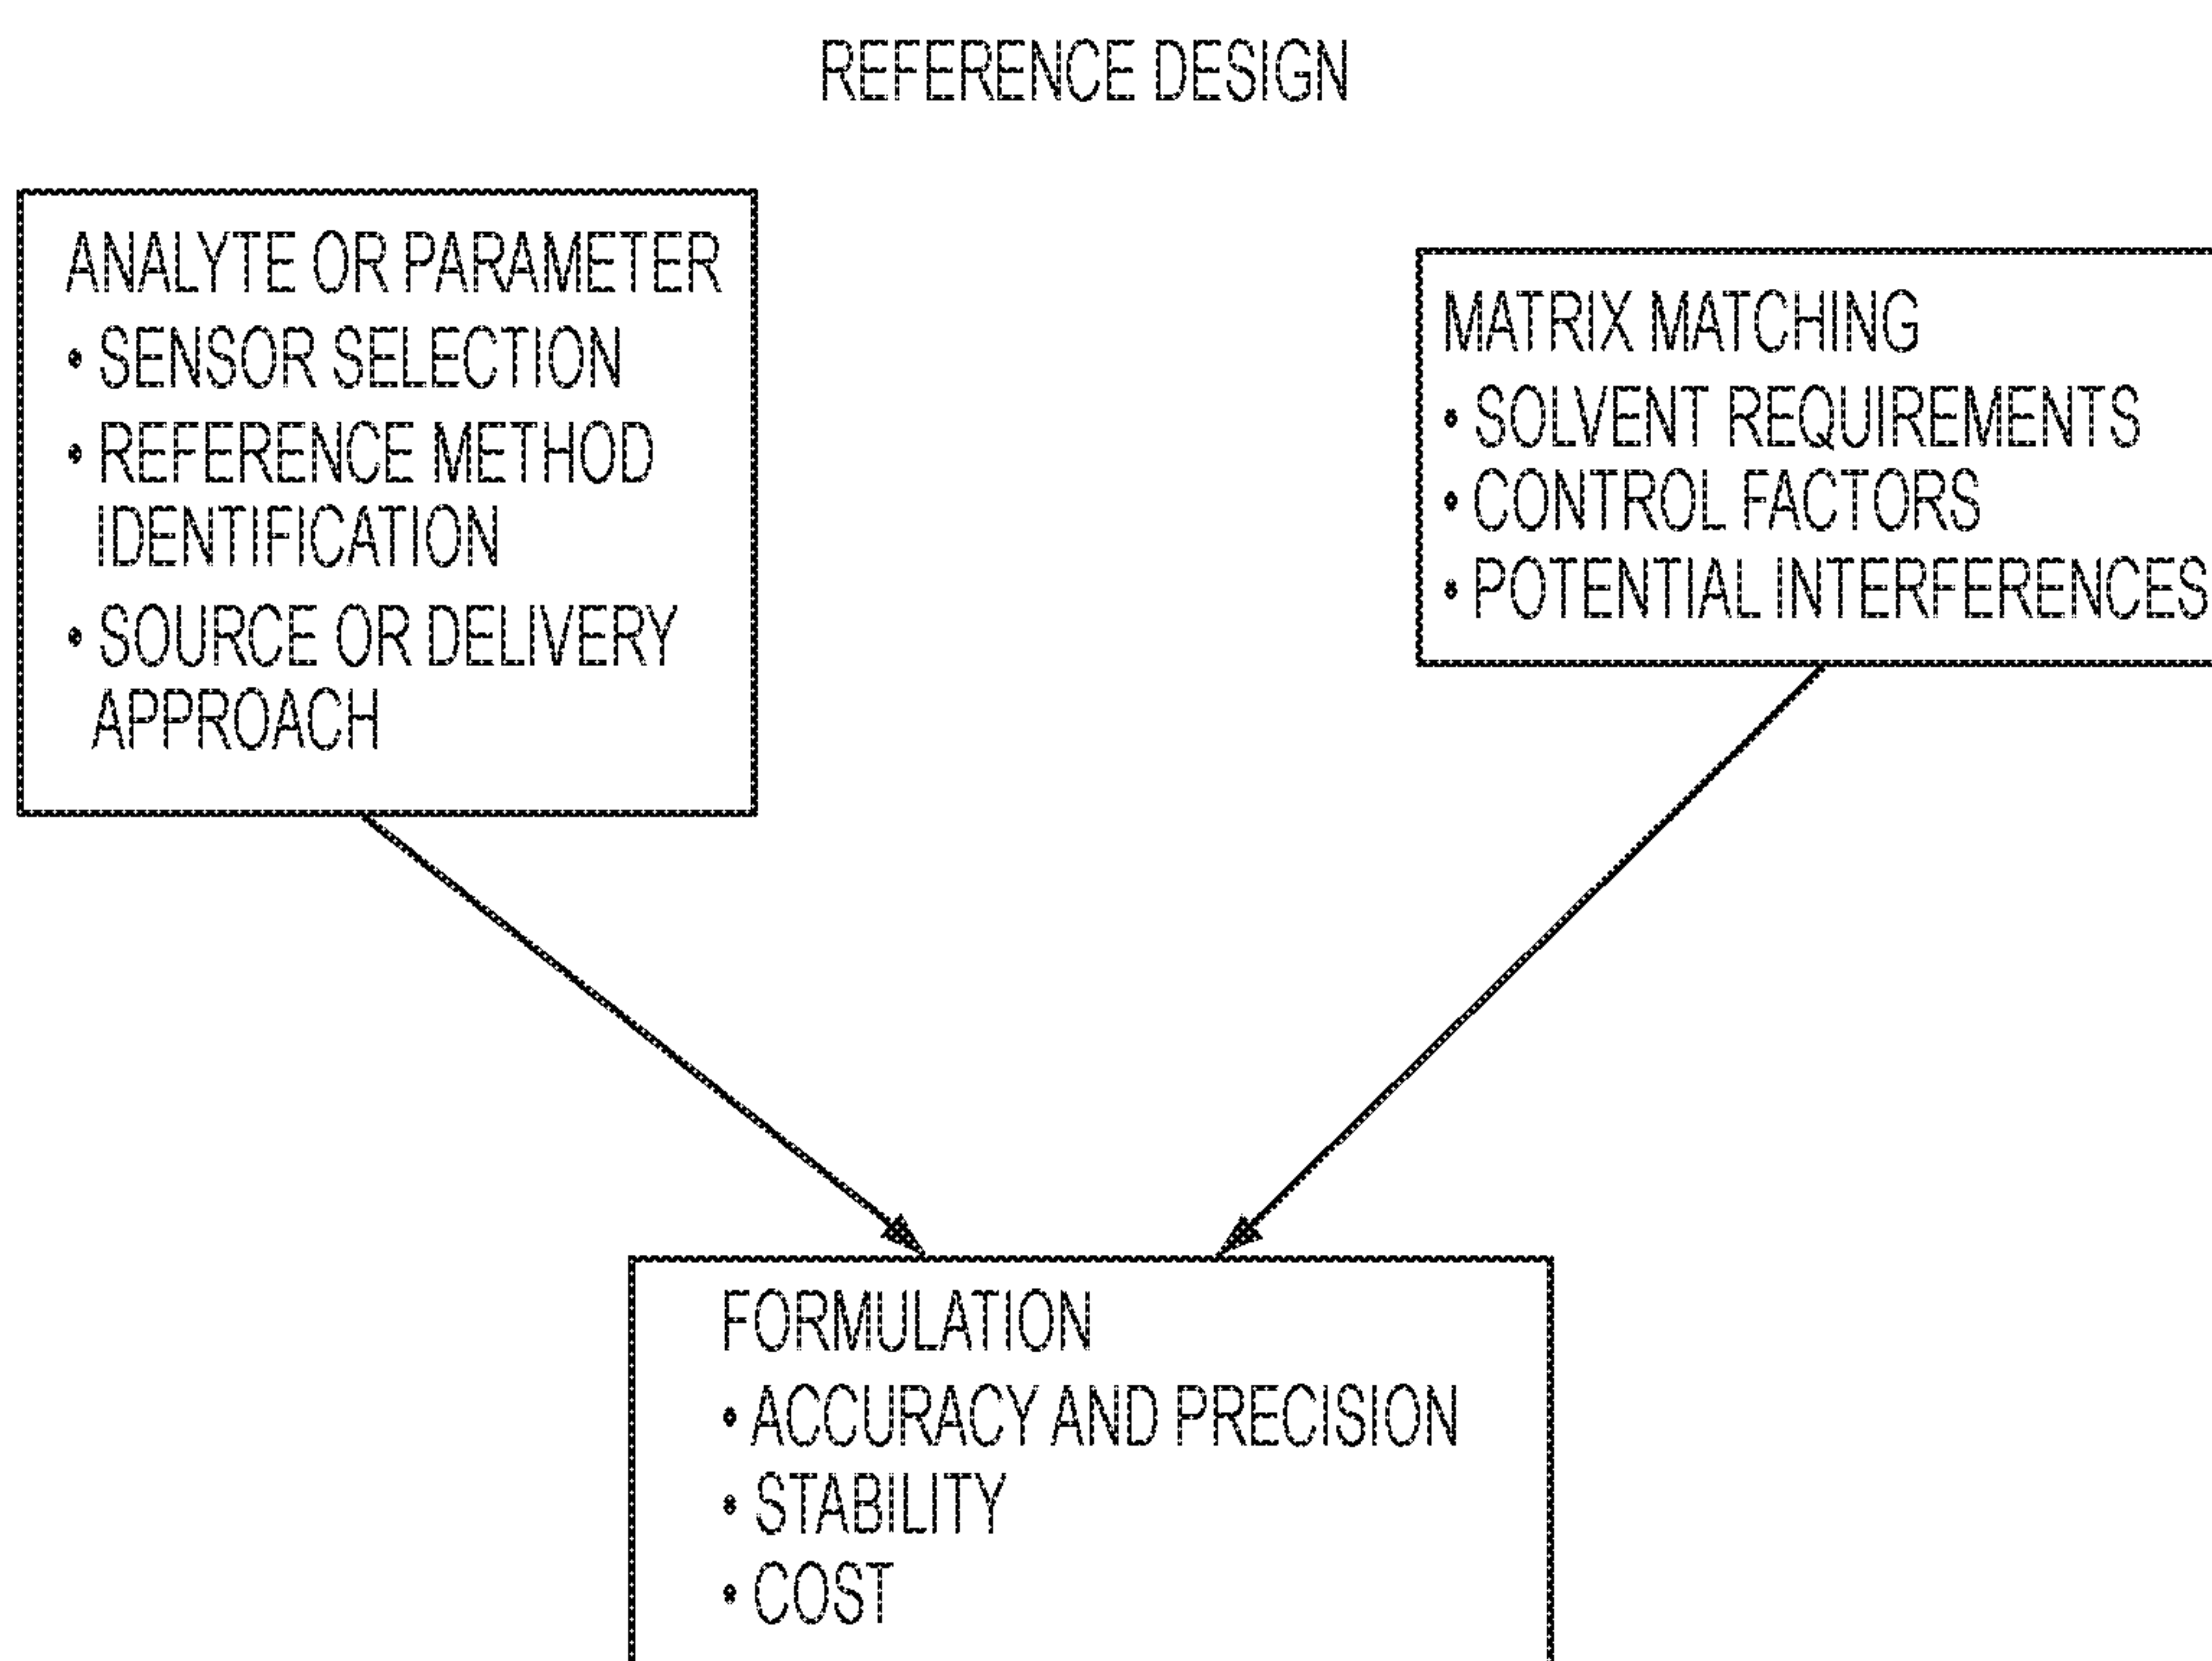 REFERENCE DESIGN
ANALYTE OR PARAMETER
• SENSOR SELECTION
• REFERENCE METHOD
IDENTIFICATION
• SOURCE OR DELIVERY
APPROACH
MATRIX MATCHING
• SOLVENT REQUIREMENTS
• CONTROL FACTORS
• POTENTIAL INTERFERENCES
FORMULATION
• ACCURACY AND PRECISION
• STABILITY
• COST